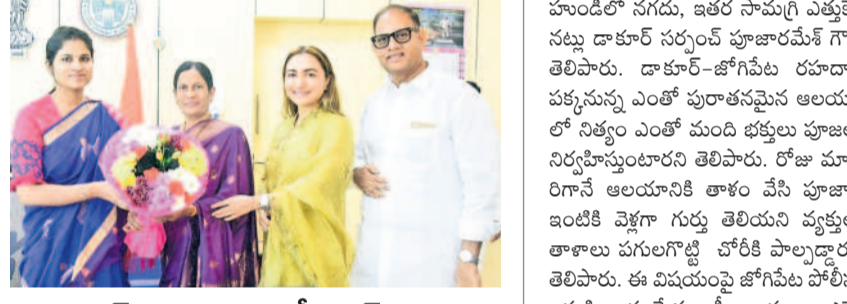 హుండీలో నగదు, ఇతర సామగ్రి ఎత్తుకె
నట్లు డాకూర్ సర్పంచ్ పూజారమేశ్ గౌ
తెలిపారు. డాకూర్-జోగిపేట రహదా
పక్కనున్న ఎంతో పురాతనమైన ఆలయ
లో నిత్యం ఎంతో మంది భక్తులు పూజల
నిర్వహిస్తుంటారని తెలిపారు. రోజు మా
రిగానే ఆలయానికి తాళం వేసి పూజా
ఇంటికి వెళ్లగా గుర్తు తెలియని వ్యక్తుల
తాళాలు పగులగొట్టి చోరీకి పాల్పడ్డార
తెలిపారు. ఈ విషయంపై జోగిపేట పోలీ